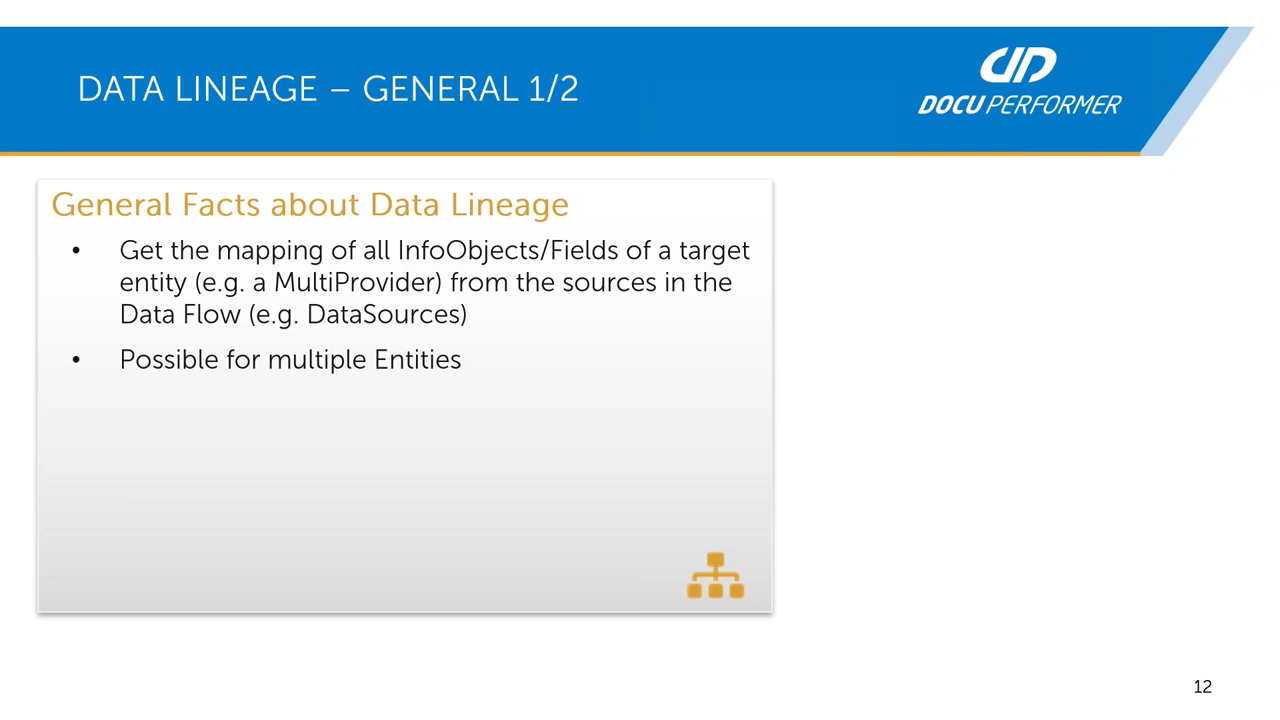 DATA LINEAGE – GENERAL 1/2
DOCU PERFORMER
General Facts about Data Lineage
• Get the mapping of all InfoObjects/Fields of a target
entity (e.g. a MultiProvider) from the sources in the
Data Flow (e.g. DataSources)
• Possible for multiple Entities
12